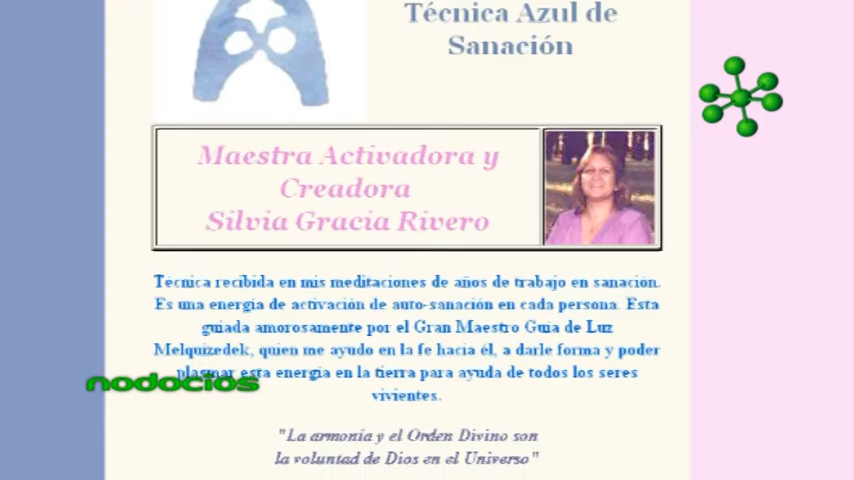 Técnica Azul de
Sanación
Maestra Activadora y
Creadora
Silvia Gracia Rivero
Técnica recibida en mis meditaciones de años de trabajo en sanación.
Es una energía de activación de auto-sanación en cada persona. Esta
guiada amorosamente por el Gran Maestro Guía de Luz
Melquizedek, quien me ayudo en la fe hacia él, a darle forma y poder
plasmar esta energía en la tierra para ayuda de todos los seres
vivientes.
nodocios
"La armonía y el Orden Divino son
la voluntad de Dios en el Universo"